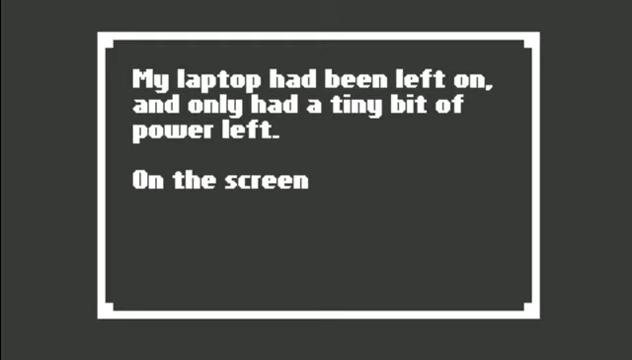 My laptop had been left on,
and only had a tiny bit of
power left.
On the screen